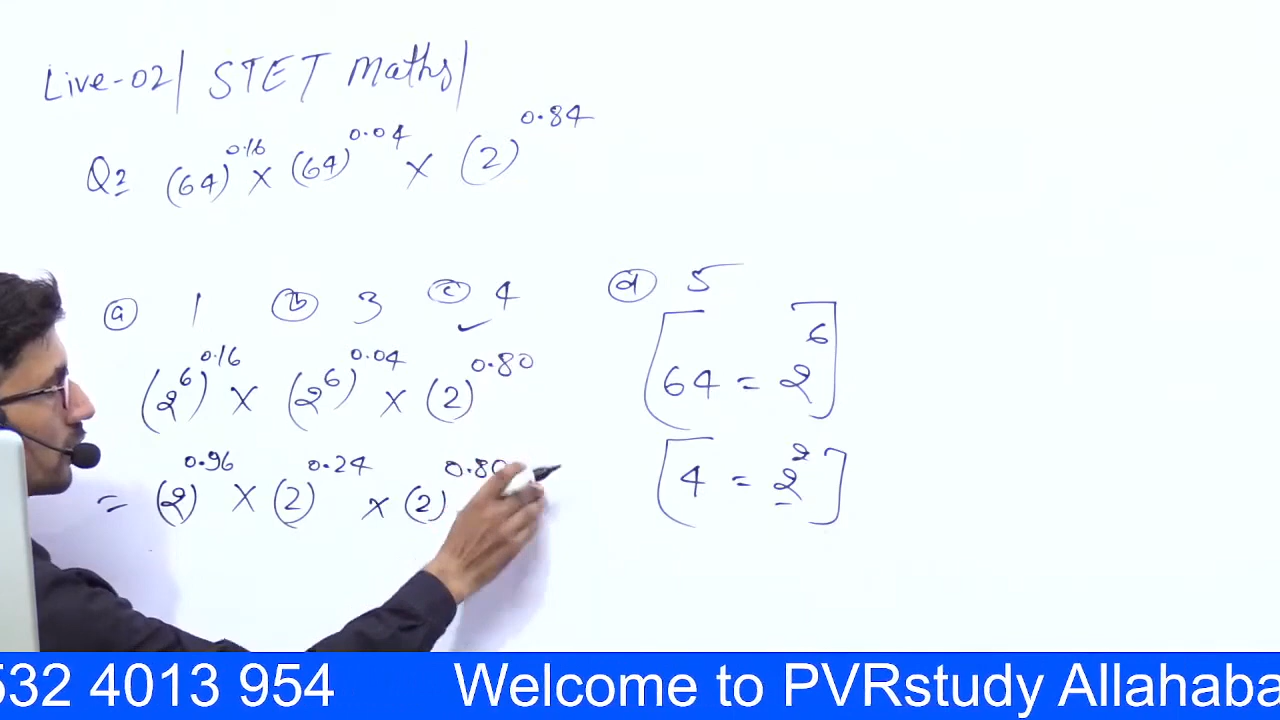 Live-02/ STET Maths/
Q2 (64)^0.16 × (64)^0.04 × (2)^0.84
(a) 1 (b) 3 (c) 4 (d) 5
(2^6)^0.16 × (2^6)^0.04 × (2)^0.80
[64 = 2^6]
= (2)^0.96 × (2)^0.24 × (2)^0.80
[4 = 2^2]
532 4013 954 Welcome to PVRstudy Allahaba